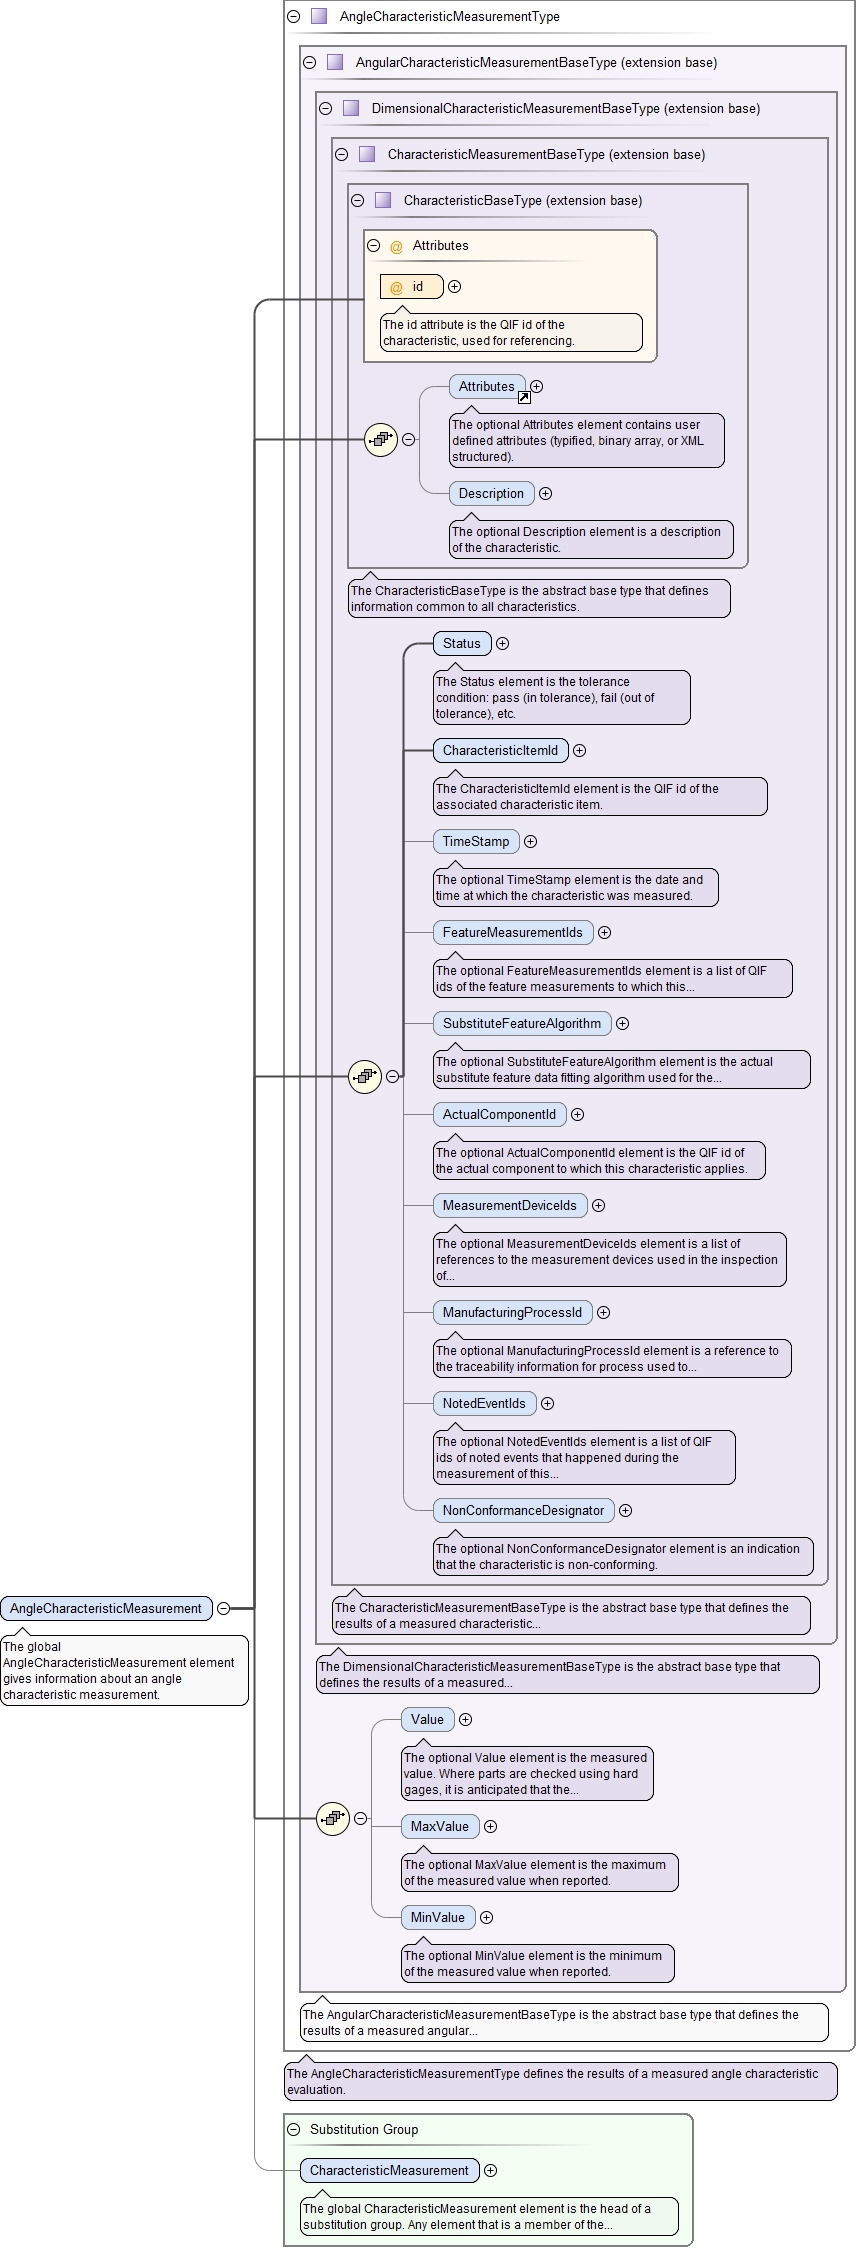 AngleCharacteristicMeasurementType
AngularCharacteristicMeasurementBaseType (extension base)
DimensionalCharacteristicMeasurementBaseType (extension base)
CharacteristicMeasurementBaseType (extension base)
CharacteristicBaseType (extension base)
@ Attributes
@ id
The id attribute is the QIF id of the
characteristic, used for referencing.
Attributes
The optional Attributes element contains user
defined attributes (typified, binary array, or XML
structured).
Description
The optional Description element is a description
of the characteristic.
The CharacteristicBaseType is the abstract base type that defines
information common to all characteristics.
Status
The Status element is the tolerance
condition: pass (in tolerance), fail (out of
tolerance), etc.
CharacteristicItemId
The CharacteristicItemId element is the QIF id of the
associated characteristic item.
TimeStamp
The optional TimeStamp element is the date and
time at which the characteristic was measured.
FeatureMeasurementIds
The optional FeatureMeasurementIds element is a list of QIF
ids of the feature measurements to which this...
SubstituteFeatureAlgorithm
The optional SubstituteFeatureAlgorithm element is the actual
substitute feature data fitting algorithm used for the...
ActualComponentId
The optional ActualComponentId element is the QIF id of
the actual component to which this characteristic applies.
MeasurementDeviceIds
The optional MeasurementDeviceIds element is a list of
references to the measurement devices used in the inspection
of...
ManufacturingProcessId
The optional ManufacturingProcessId element is a reference to
the traceability information for process used to...
NotedEventIds
The optional NotedEventIds element is a list of QIF
ids of noted events that happened during the
measurement of this...
NonConformanceDesignator
The optional NonConformanceDesignator element is an indication
that the characteristic is non-conforming.
The CharacteristicMeasurementBaseType is the abstract base type that defines the
results of a measured characteristic...
AngleCharacteristicMeasurement
The global
AngleCharacteristicMeasurement element
gives information about an angle
characteristic measurement.
The DimensionalCharacteristicMeasurementBaseType is the abstract base type that
defines the results of a measured...
Value
The optional Value element is the measured
value. Where parts are checked using hard
gages, it is anticipated that the...
MaxValue
The optional MaxValue element is the maximum
of the measured value when reported.
MinValue
The optional MinValue element is the minimum
of the measured value when reported.
The AngularCharacteristicMeasurementBaseType is the abstract base type that defines the
results of a measured angular...
The AngleCharacteristicMeasurementType defines the results of a measured angle characteristic
evaluation.
Substitution Group
CharacteristicMeasurement
The global CharacteristicMeasurement element is the head of a
substitution group. Any element that is a member of the...